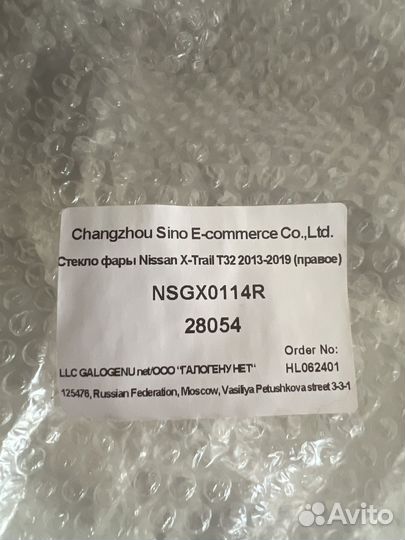 Changzhou Sino E-commerce Co.,Ltd.
Стекло фары Nissan X-Trail T32 2013-2019 (правое)
NSGX0114R
28054
Order No:
LLC GALOGENU net/ООО "ГАЛОГЕНУ НЕТ"
HL062401
125476, Russian Federation, Moscow, Vasiliya Petushkova street 3-3-1
Avito